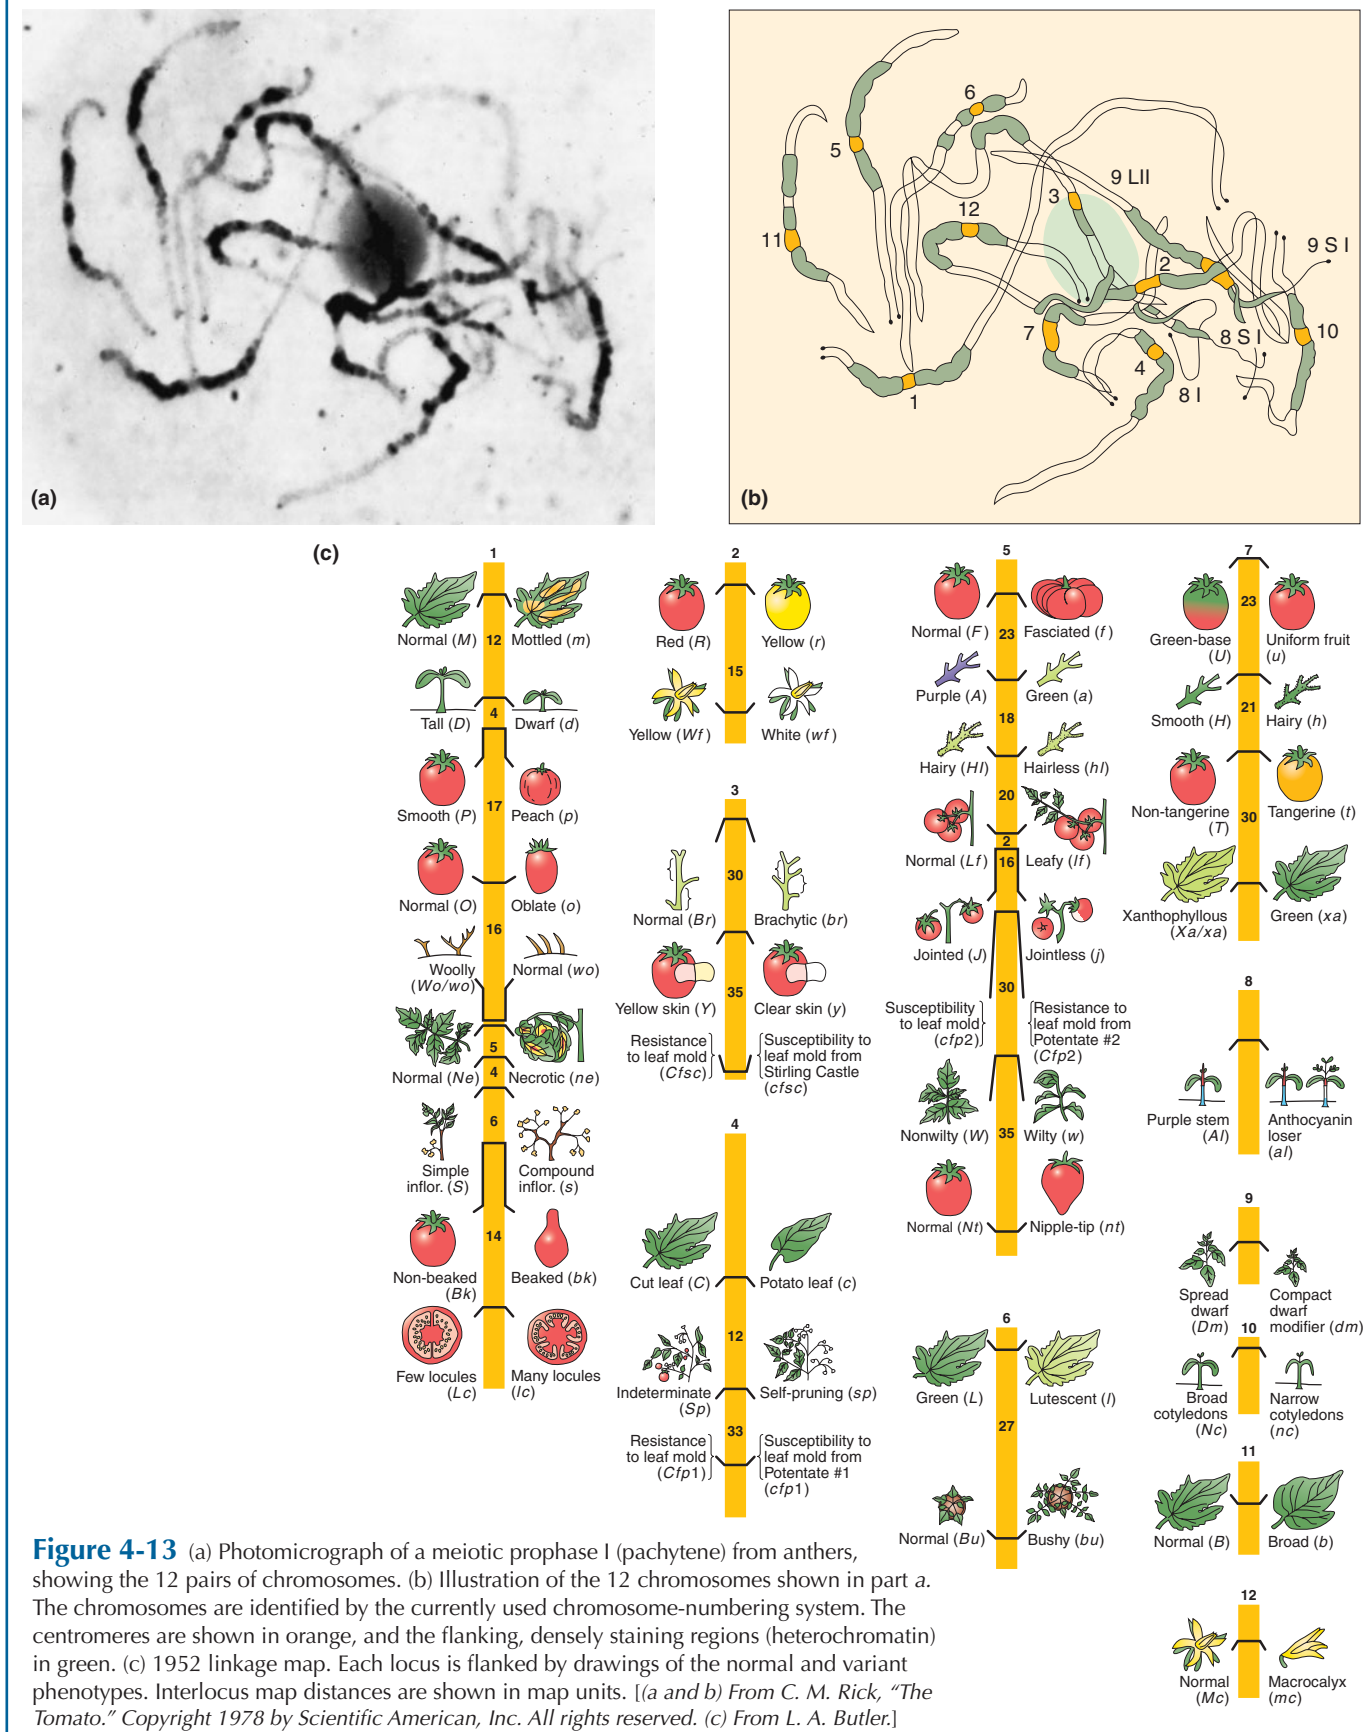 (a)
6
5
3
9 LII
12
11
2
9 S I
7
8 S I
10
4
1
8 I
(b)
(c)
1
Normal (M)
Mottled (m)
12
Tall (D)
Dwarf (d)
4
Smooth (P)
Peach (p)
17
Normal (O)
Oblate (o)
16
Woolly
(Wo/wo)
Normal (wo)
5
Normal (Ne)
Necrotic (ne)
4
6
Simple
inflor. (S)
Compound
inflor. (s)
14
Non-beaked
(Bk)
Beaked (bk)
Few locules
(Lc)
Many locules
(lc)
2
Red (R)
Yellow (r)
15
Yellow (Wf)
White (wf)
3
30
Normal (Br)
Brachytic (br)
Yellow skin (Y)
Clear skin (y)
35
Resistance
to leaf mold
(Cfsc)
Susceptibility to
leaf mold from
Stirling Castle
(cfsc)
4
Cut leaf (C)
Potato leaf (c)
12
Indeterminate
(Sp)
Self-pruning (sp)
33
Resistance
to leaf mold
(Cfp1)
Susceptibility to
leaf mold from
Potentate #1
(cfp1)
5
Normal (F)
Fasciated (f)
23
Purple (A)
Green (a)
18
Hairy (Hl)
Hairless (hl)
20
Normal (Lf)
Leafy (lf)
2
16
Jointed (J)
Jointless (j)
30
Susceptibility
to leaf mold
(cfp2)
Resistance to
leaf mold from
Potentate #2
(Cfp2)
Nonwilty (W)
Wilty (w)
35
Normal (Nt)
Nipple-tip (nt)
6
Green (L)
Lutescent (l)
27
Normal (Bu)
Bushy (bu)
7
23
Green-base
(U)
Uniform fruit
(u)
Smooth (H)
Hairy (h)
21
Non-tangerine
(T)
Tangerine (t)
30
Xanthophyllous
(Xa/xa)
Green (xa)
8
Purple stem
(Al)
Anthocyanin
loser
(al)
9
Spread
dwarf
(Dm)
Compact
dwarf
modifier (dm)
10
Broad
cotyledons
(Nc)
Narrow
cotyledons
(nc)
11
Normal (B)
Broad (b)
12
Normal
(Mc)
Macrocalyx
(mc)
Figure 4-13 (a) Photomicrograph of a meiotic prophase I (pachytene) from anthers,
showing the 12 pairs of chromosomes. (b) Illustration of the 12 chromosomes shown in part a.
The chromosomes are identified by the currently used chromosome-numbering system. The
centromeres are shown in orange, and the flanking, densely staining regions (heterochromatin)
in green. (c) 1952 linkage map. Each locus is flanked by drawings of the normal and variant
phenotypes. Interlocus map distances are shown in map units. [(a and b) From C. M. Rick, “The
Tomato.” Copyright 1978 by Scientific American, Inc. All rights reserved. (c) From L. A. Butler.]